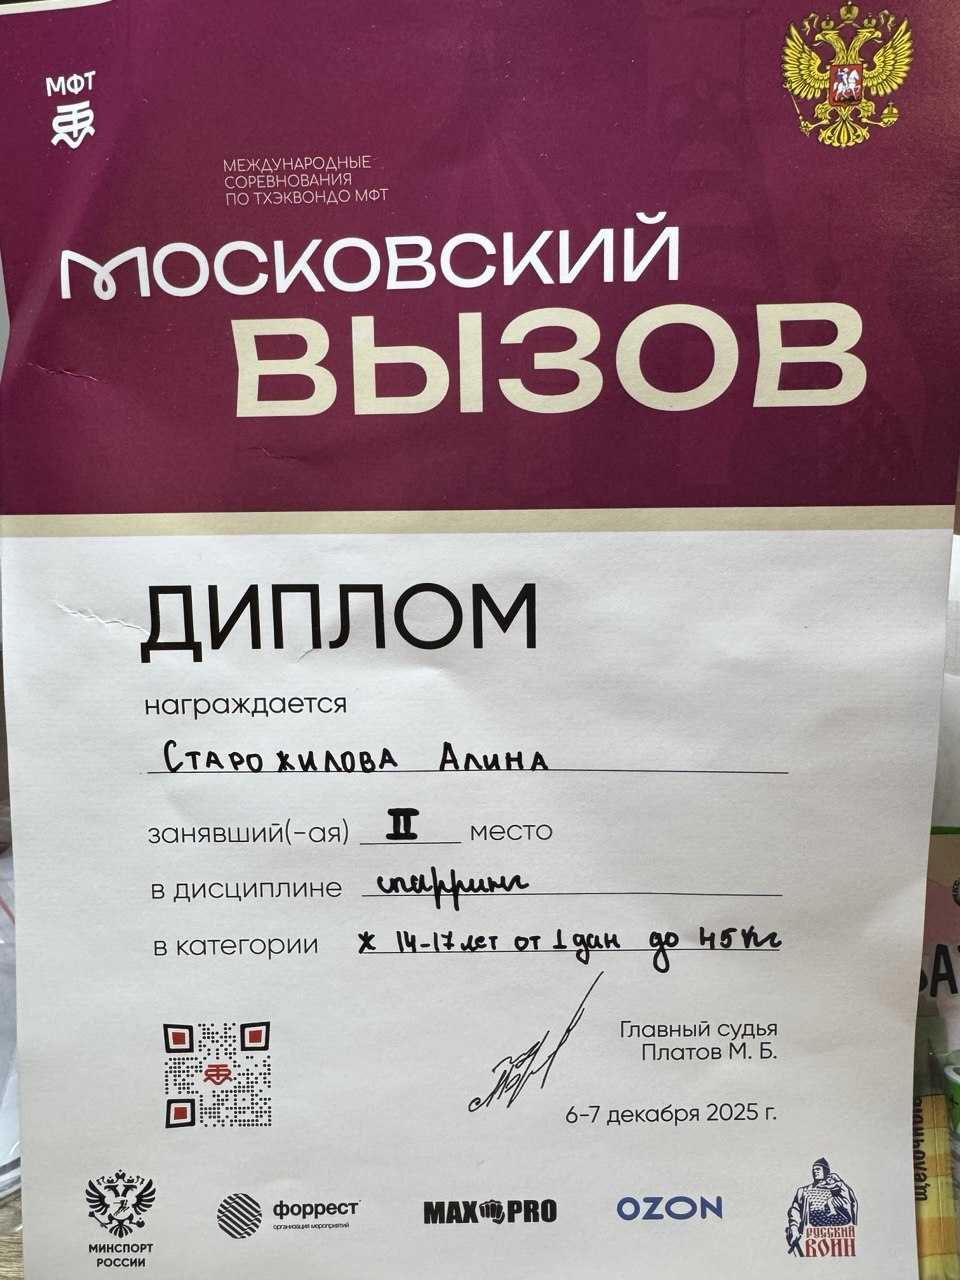 МФТ
МЕЖДУНАРОДНЫЕ
СОРЕВНОВАНИЯ
ПО ТХЭКВОНДО МФТ
МОСКОВСКИЙ
ВЫЗОВ
ДИПЛОМ
награждается
Старожилова Алина
занявший(-ая) II место
в дисциплине спарринг
в категории ж 14-17 лет от 1 дан до 45 кг
Главный судья
Платов М. Б.
6-7 декабря 2025 г.
МИНСПОРТ
РОССИИ
форрест
организация мероприятий
MAX PRO
OZON
РУССКИЙ
ВОИН